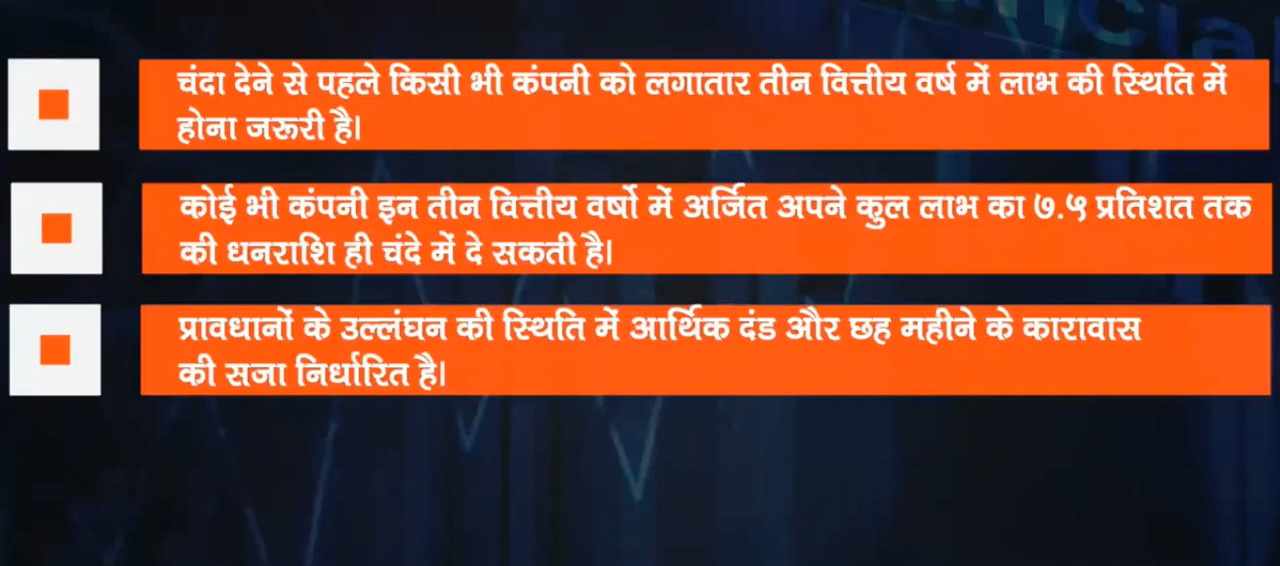 चंदा देने से पहले किसी भी कंपनी को लगातार तीन वित्तीय वर्ष में लाभ की स्थिति में
होना जरूरी है।
कोई भी कंपनी इन तीन वित्तीय वर्षो में अर्जित अपने कुल लाभ का ७.५ प्रतिशत तक
की धनराशि ही चंदे में दे सकती है।
प्रावधानों के उल्लंघन की स्थिति में आर्थिक दंड और छह महीने के कारावास
की सजा निर्धारित है।